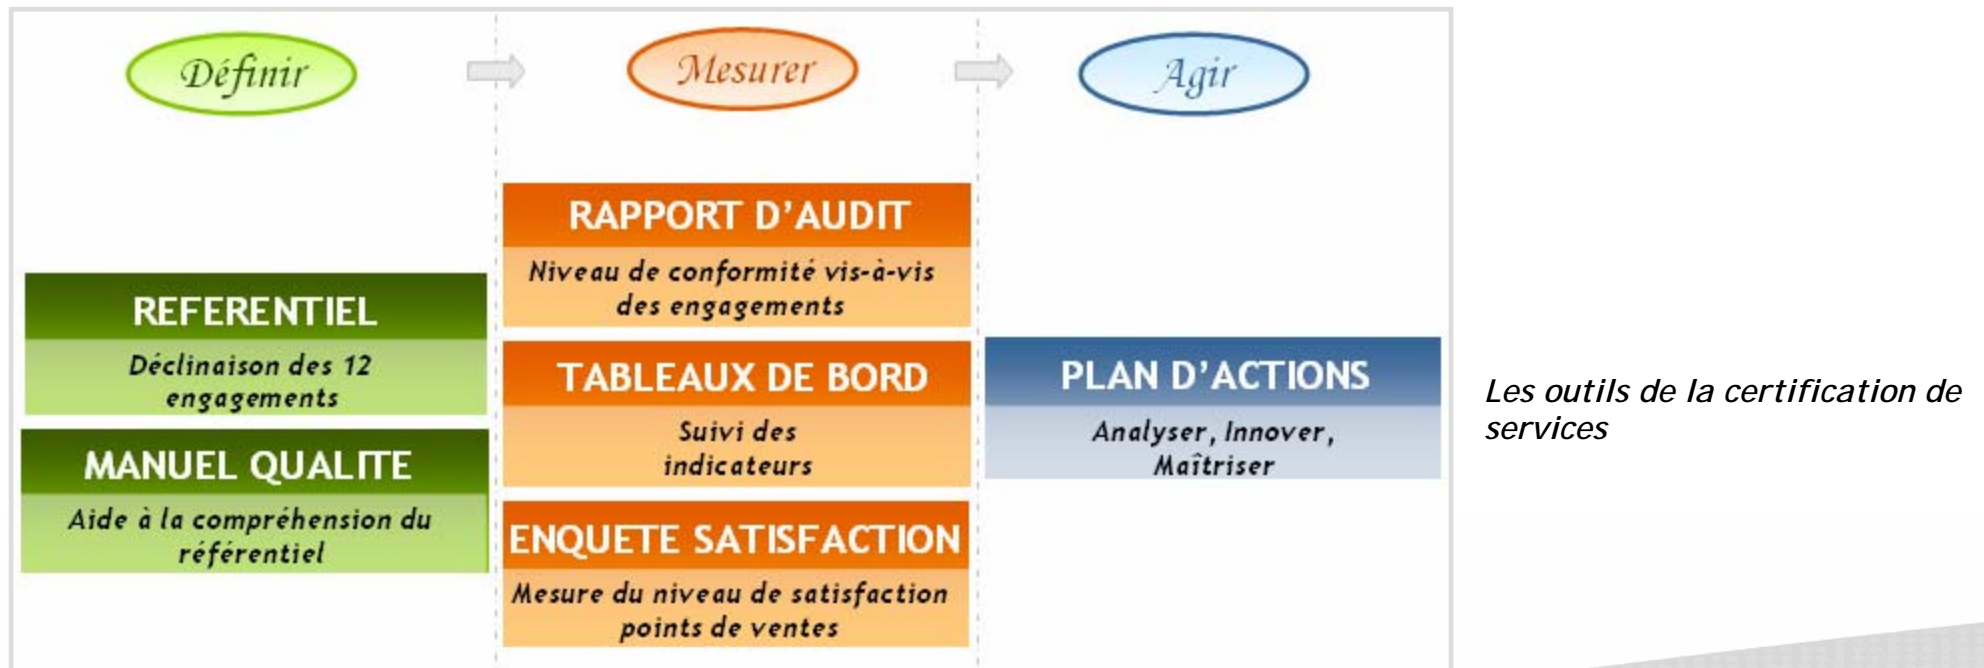 Définir
Mesurer
Agir
REFERENTIEL
Déclinaison des 12
engagements
MANUEL QUALITE
Aide à la compréhension du
référentiel
RAPPORT D'AUDIT
Niveau de conformité vis-à-vis
des engagements
TABLEAUX DE BORD
Suivi des
indicateurs
ENQUETE SATISFACTION
Mesure du niveau de satisfaction
points de ventes
PLAN D'ACTIONS
Analyser, Innover,
Maîtriser
Les outils de la certification de
services